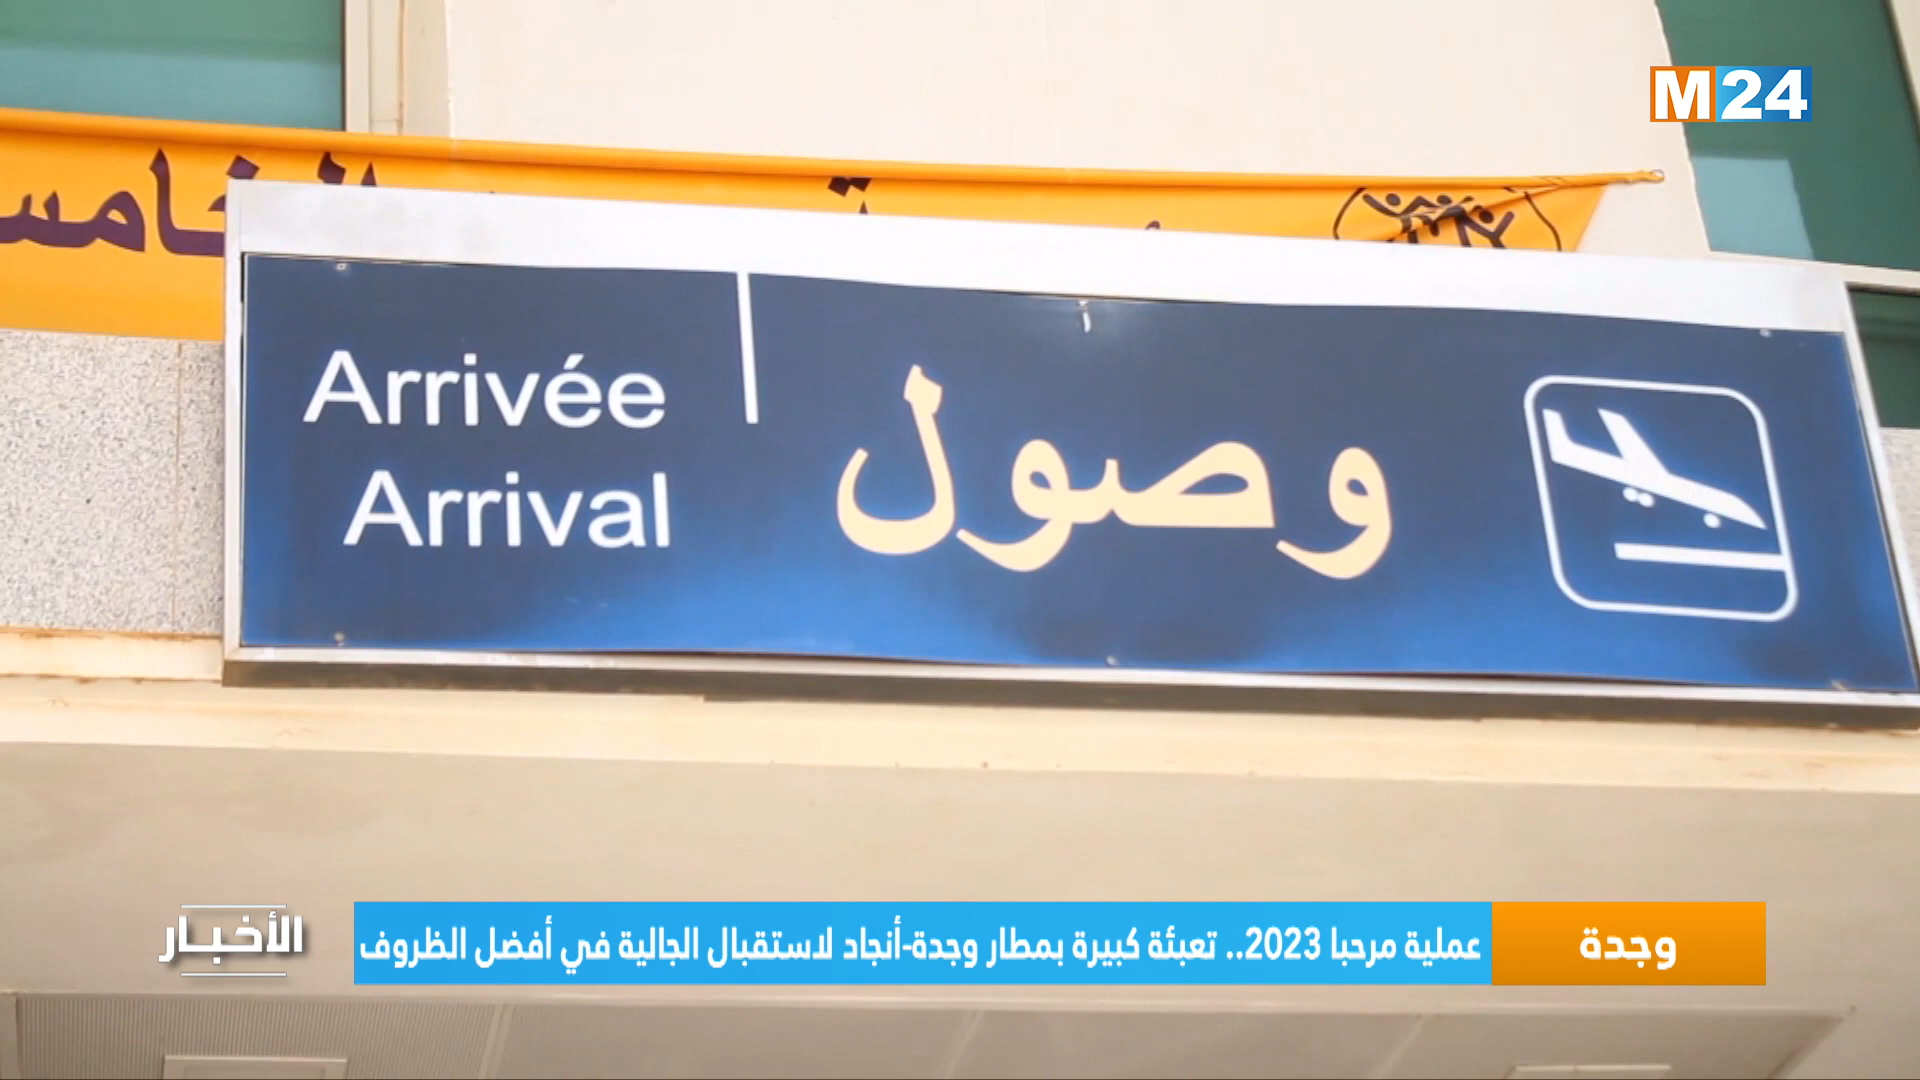 M24
الخامس
Arrivée
Arrival
وصول
وجدة
عملية مرحبا 2023.. تعبئة كبيرة بمطار وجدة-أنجاد لاستقبال الجالية في أفضل الظروف
الأخبار